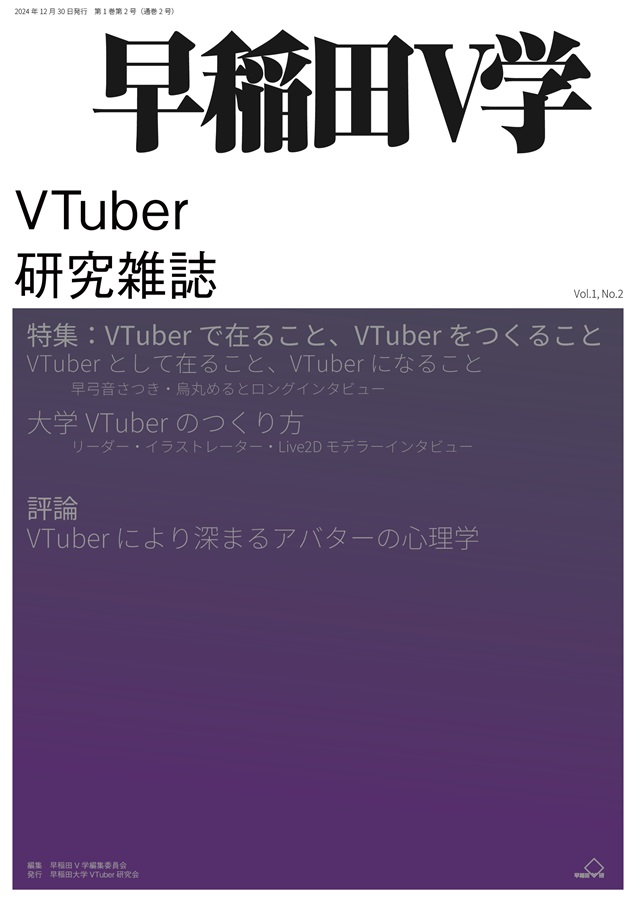 2024年12月30日発行　第1巻第2号（通巻2号）
早稲田V学
VTuber
研究雑誌
Vol.1, No.2
特集：VTuberで在ること、VTuberをつくること
VTuberとして在ること、VTuberになること
早弓音さつき・烏丸めるとロングインタビュー
大学VTuberのつくり方
リーダー・イラストレーター・Live2Dモデラーインタビュー
評論
VTuberにより深まるアバターの心理学
編集　早稲田V学編集委員会
発行　早稲田大学VTuber研究会